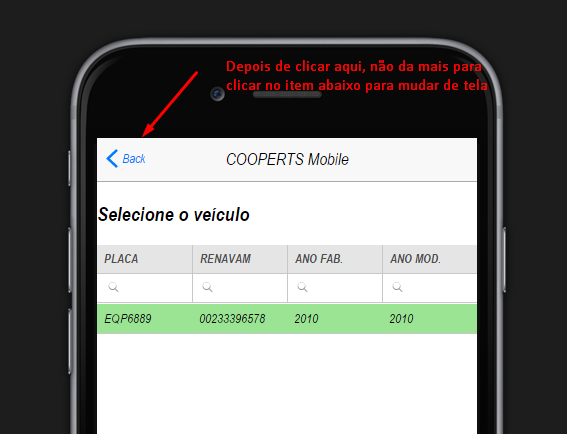 Depois de clicar aqui, não da mais para
clicar no item abaixo para mudar de tela
Back
COOPERTS Mobile
Selecione o veículo
PLACA RENAVAM ANO FAB. ANO MOD.
EQP6889 00233396578 2010 2010